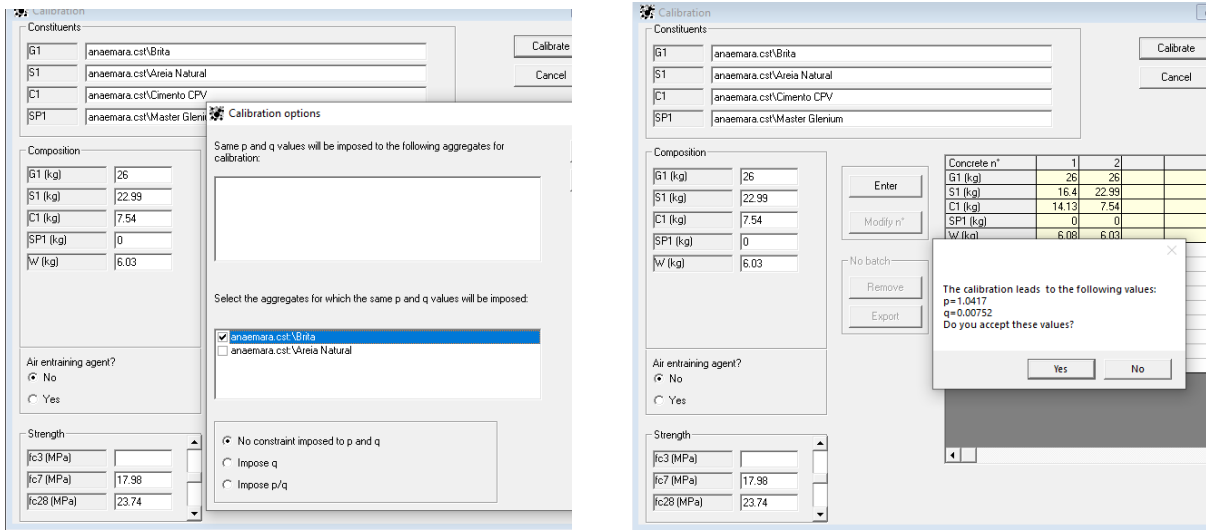 Calibration
Constituents
G1 anaemara.cst\Brita
S1 anaemara.cst\Areia Natural
C1 anaemara.cst\Cimento CPV
SP1 anaemara.cst\Master Gleni
Calibrate
Cancel
Calibration options
Same p and q values will be imposed to the following aggregates for
calibration:
Select the aggregates for which the same p and q values will be imposed:
anaemara.cst:\Brita
anaemara.cst:\Areia Natural
No constraint imposed to p and q
Impose q
Impose p/q
Composition
G1 (kg) 26
S1 (kg) 22.99
C1 (kg) 7.54
SP1 (kg) 0
W (kg) 6.03
Air entraining agent?
No
Yes
Strength
fc3 (MPa)
fc7 (MPa) 17.98
fc28 (MPa) 23.74
Calibration
Constituents
G1 anaemara.cst\Brita
S1 anaemara.cst\Areia Natural
C1 anaemara.cst\Cimento CPV
SP1 anaemara.cst\Master Glenium
Calibrate
Cancel
Composition
G1 (kg) 26
S1 (kg) 22.99
C1 (kg) 7.54
SP1 (kg) 0
W (kg) 6.03
Enter
Modify n°
No batch
Remove
Export
Concrete n° 1 2
G1 (kg) 26 26
S1 (kg) 16.4 22.99
C1 (kg) 14.13 7.54
SP1 (kg) 0 0
W (kg) 6.08 6.03
The calibration leads to the following values:
p=1.0417
q=0.00752
Do you accept these values?
Yes No
Air entraining agent?
No
Yes
Strength
fc3 (MPa)
fc7 (MPa) 17.98
fc28 (MPa) 23.74